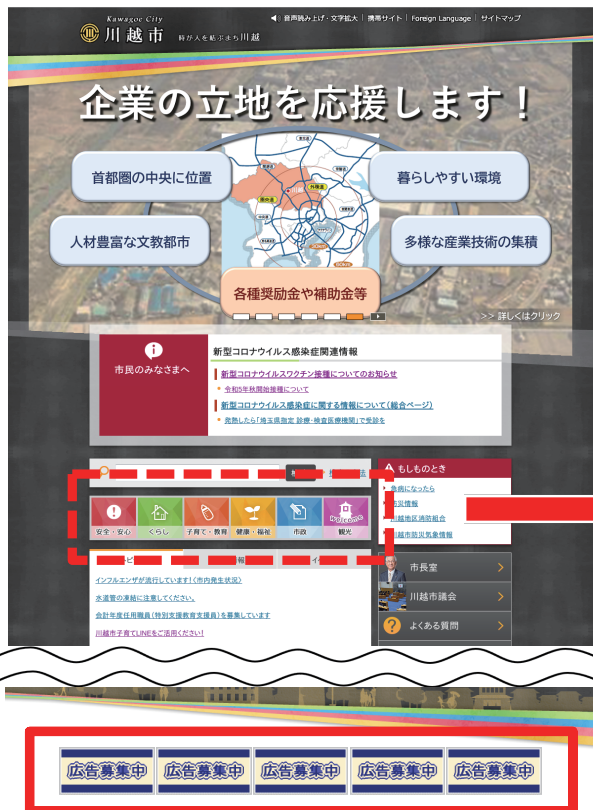 Kawagoe City
川越市 時が人を結ぶまち川越
音声読み上げ・文字拡大 | 携帯サイト | Foreign Language | サイトマップ
企業の立地を応援します!
首都圏の中央に位置
暮らしやすい環境
人材豊富な文教都市
多様な産業技術の集積
各種奨励金や補助金等
>> 詳しくはクリック
市民のみなさまへ
新型コロナウイルス感染症関連情報
新型コロナウイルスワクチン接種についてのお知らせ
令和5年秋開始接種について
新型コロナウイルス感染症に関する情報について(総合ページ)
発熱したら「埼玉県指定 診療・検査医療機関」で受診を
もしものとき
急病になったら
防災情報
川越地区消防組合
川越市防災気象情報
安全・安心
くらし
子育て・教育
健康・福祉
市政
Welcome
観光
インフルエンザが流行しています!(市内発生状況)
水道管の凍結に注意してください。
会計年度任用職員(特別支援教育支援員)を募集しています
川越市子育てLINEをご活用ください!
市長室
川越市議会
よくある質問
広告募集中
広告募集中
広告募集中
広告募集中
広告募集中